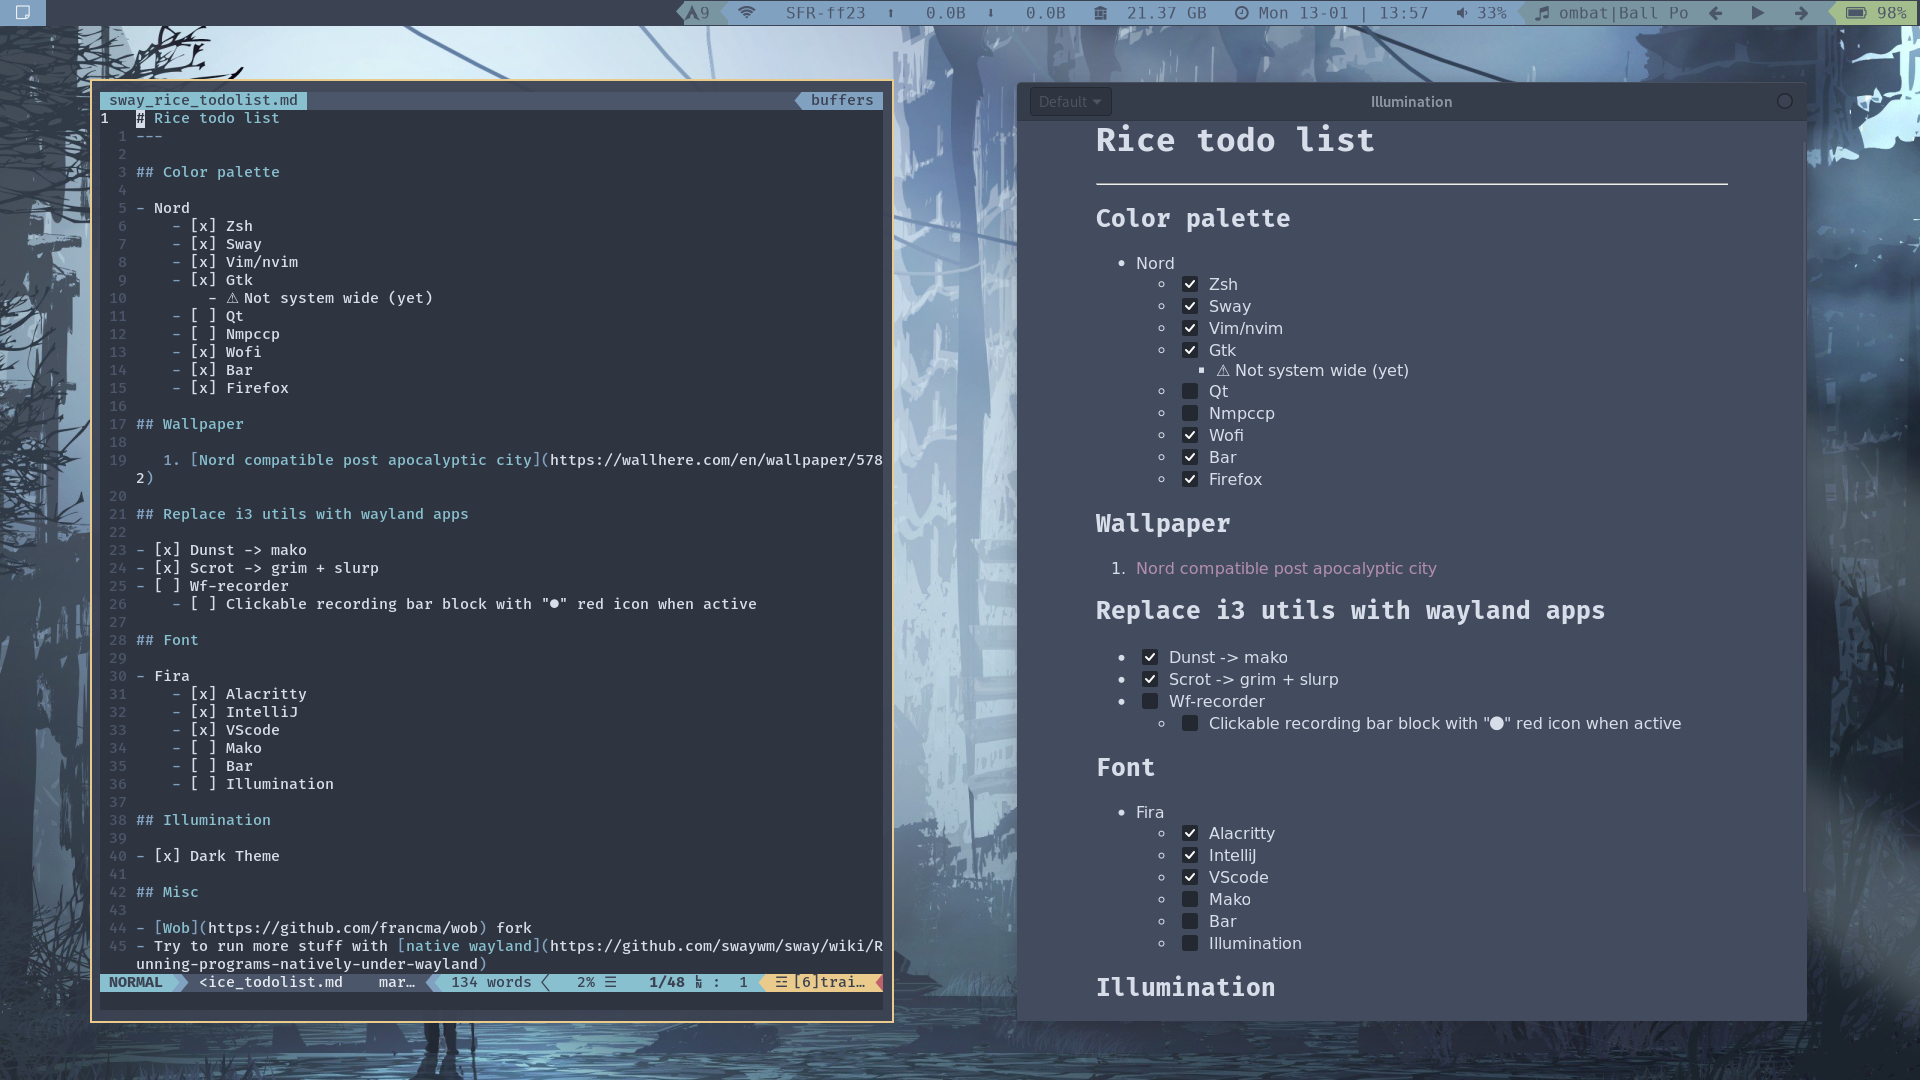 9 SFR-ff23 ⬆ 0.0B ⬇ 0.0B 21.37 GB Mon 13-01 | 13:57 33% ombat|Ball Po 98%
sway_rice_todolist.md buffers
1 # Rice todo list
1 ---
2
3 ## Color palette
4
5 - Nord
6 - [x] Zsh
7 - [x] Sway
8 - [x] Vim/nvim
9 - [x] Gtk
10 - ⚠ Not system wide (yet)
11 - [ ] Qt
12 - [ ] Nmpccp
13 - [x] Wofi
14 - [x] Bar
15 - [x] Firefox
16
17 ## Wallpaper
18
19 1. [Nord compatible post apocalyptic city](https://wallhere.com/en/wallpaper/578
2)
20
21 ## Replace i3 utils with wayland apps
22
23 - [x] Dunst -> mako
24 - [x] Scrot -> grim + slurp
25 - [ ] Wf-recorder
26 - [ ] Clickable recording bar block with "●" red icon when active
27
28 ## Font
29
30 - Fira
31 - [x] Alacritty
32 - [x] IntelliJ
33 - [x] VScode
34 - [ ] Mako
35 - [ ] Bar
36 - [ ] Illumination
37
38 ## Illumination
39
40 - [x] Dark Theme
41
42 ## Misc
43
44 - [Wob](https://github.com/francma/wob) fork
45 - Try to run more stuff with [native wayland](https://github.com/swaywm/sway/wiki/R
unning-programs-natively-under-wayland)
NORMAL <ice_todolist.md mar… 134 words 2% ☰ 1/48 : 1 ☲ [6]trai…
Default Illumination
Rice todo list
Color palette
Nord
Zsh
Sway
Vim/nvim
Gtk
⚠ Not system wide (yet)
Qt
Nmpccp
Wofi
Bar
Firefox
Wallpaper
1. Nord compatible post apocalyptic city
Replace i3 utils with wayland apps
Dunst -> mako
Scrot -> grim + slurp
Wf-recorder
Clickable recording bar block with "●" red icon when active
Font
Fira
Alacritty
IntelliJ
VScode
Mako
Bar
Illumination
Illumination